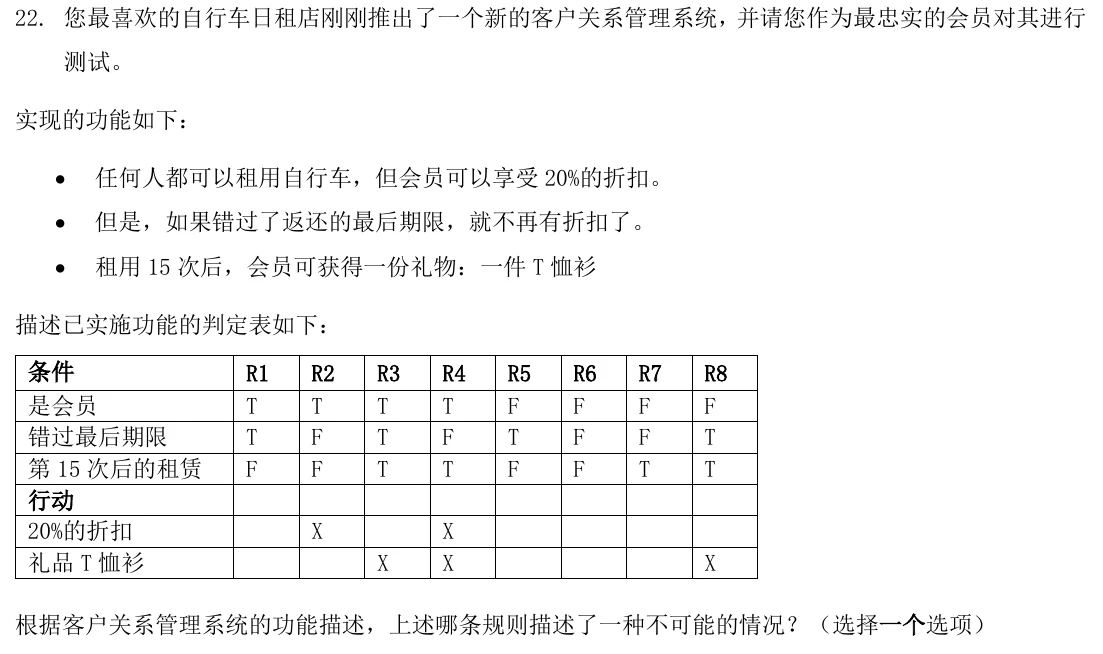 22. 您最喜欢的自行车日租店刚刚推出了一个新的客户关系管理系统，并请您作为最忠实的会员对其进行
测试。
实现的功能如下：
• 任何人都可以租用自行车，但会员可以享受 20%的折扣。
• 但是，如果错过了返还的最后期限，就不再有折扣了。
• 租用 15 次后，会员可获得一份礼物：一件 T 恤衫
描述已实施功能的判定表如下：
条件 R1 R2 R3 R4 R5 R6 R7 R8
是会员 T T T T F F F F
错过最后期限 T F T F T F F T
第 15 次后的租赁 F F T T F F T T
行动
20%的折扣 X X
礼品 T 恤衫 X X X
根据客户关系管理系统的功能描述，上述哪条规则描述了一种不可能的情况？（选择一个选项）